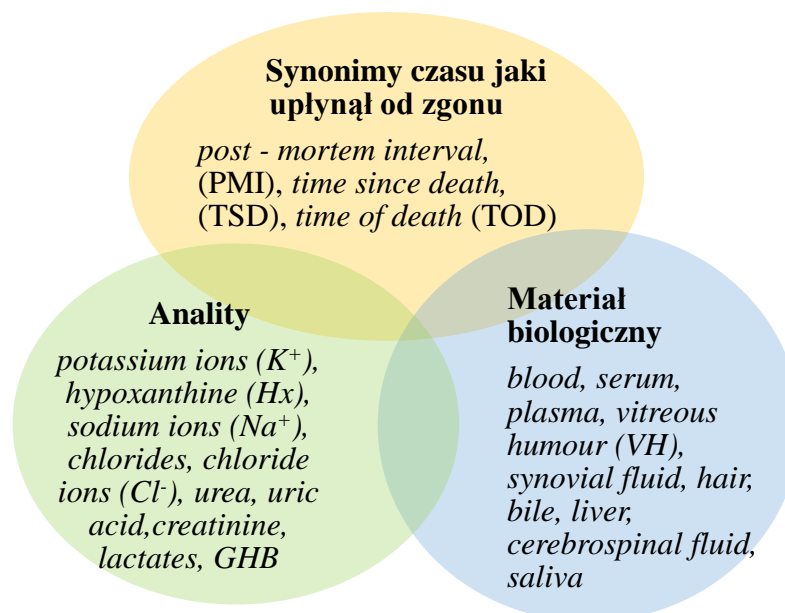 Synonimy czasu jaki
upłynął od zgonu
post - mortem interval,
(PMI), time since death,
(TSD), time of death (TOD)
Anality
potassium ions (K⁺),
hypoxanthine (Hx),
sodium ions (Na⁺),
chlorides, chloride
ions (Cl⁻), urea, uric
acid,creatinine,
lactates, GHB
Materiał
biologiczny
blood, serum,
plasma, vitreous
humour (VH),
synovial fluid, hair,
bile, liver,
cerebrospinal fluid,
saliva